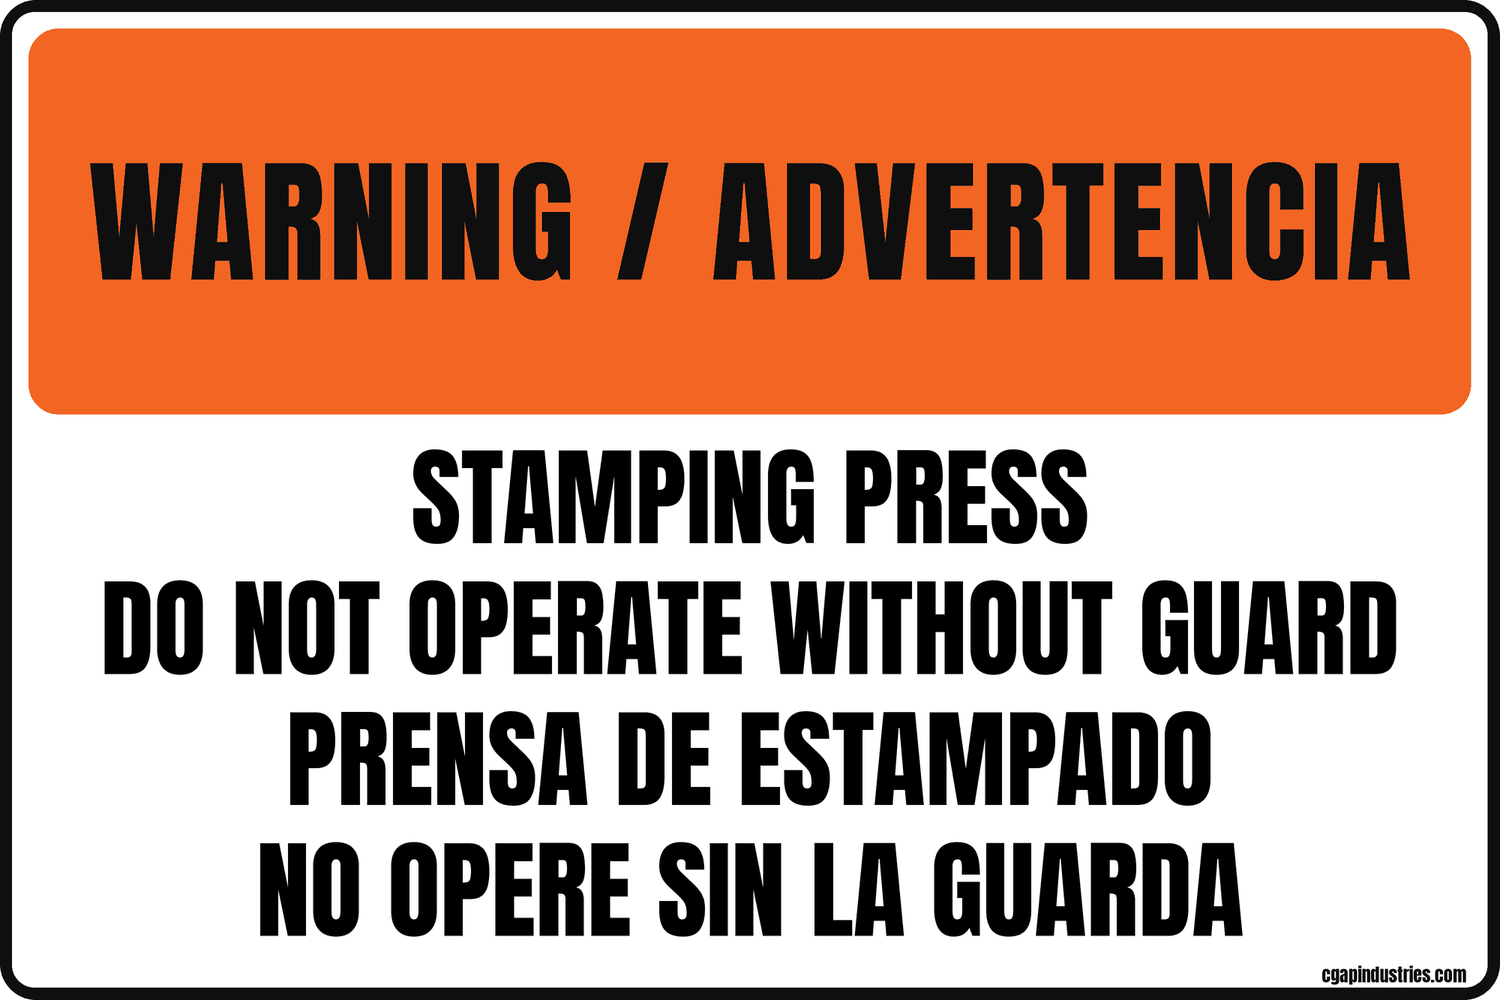 WARNING / ADVERTENCIA
STAMPING PRESS
DO NOT OPERATE WITHOUT GUARD
PRENSA DE ESTAMPADO
NO OPERE SIN LA GUARDA
cgapindustries.com